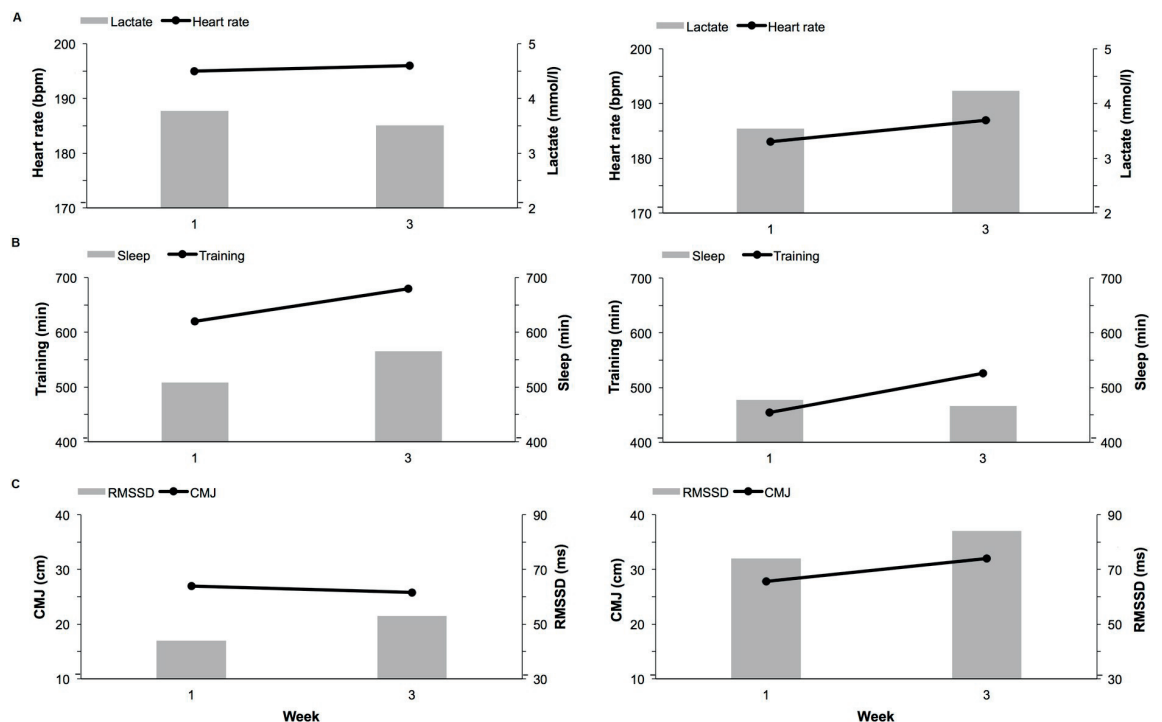 A
Lactate Heart rate
200
190
180
170
Heart rate (bpm)
5
4
3
2
Lactate (mmol/l)
1 3
Lactate Heart rate
200
190
180
170
Heart rate (bpm)
5
4
3
2
Lactate (mmol/l)
1 3
B
Sleep Training
700
600
500
400
Training (min)
700
600
500
400
Sleep (min)
1 3
Sleep Training
700
600
500
400
Training (min)
700
600
500
400
Sleep (min)
1 3
C
RMSSD CMJ
40
30
20
10
CMJ (cm)
90
70
50
30
RMSSD (ms)
1 3
Week
RMSSD CMJ
40
30
20
10
CMJ (cm)
90
70
50
30
RMSSD (ms)
1 3
Week